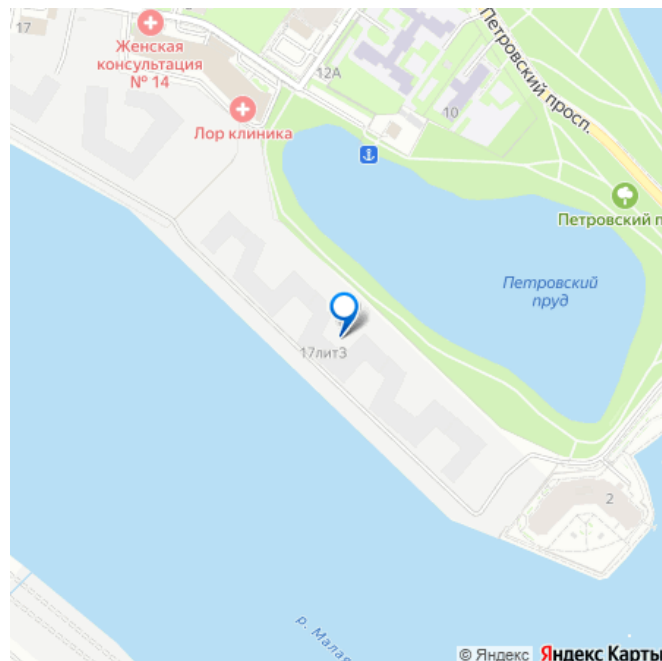 17
Женская
консультация
№ 14
Лор клиника
12А
10
Петровский просп.
Петровский п
Петровский
пруд
17лит3
2
р. Малая
© Яндекс Яндекс Карты